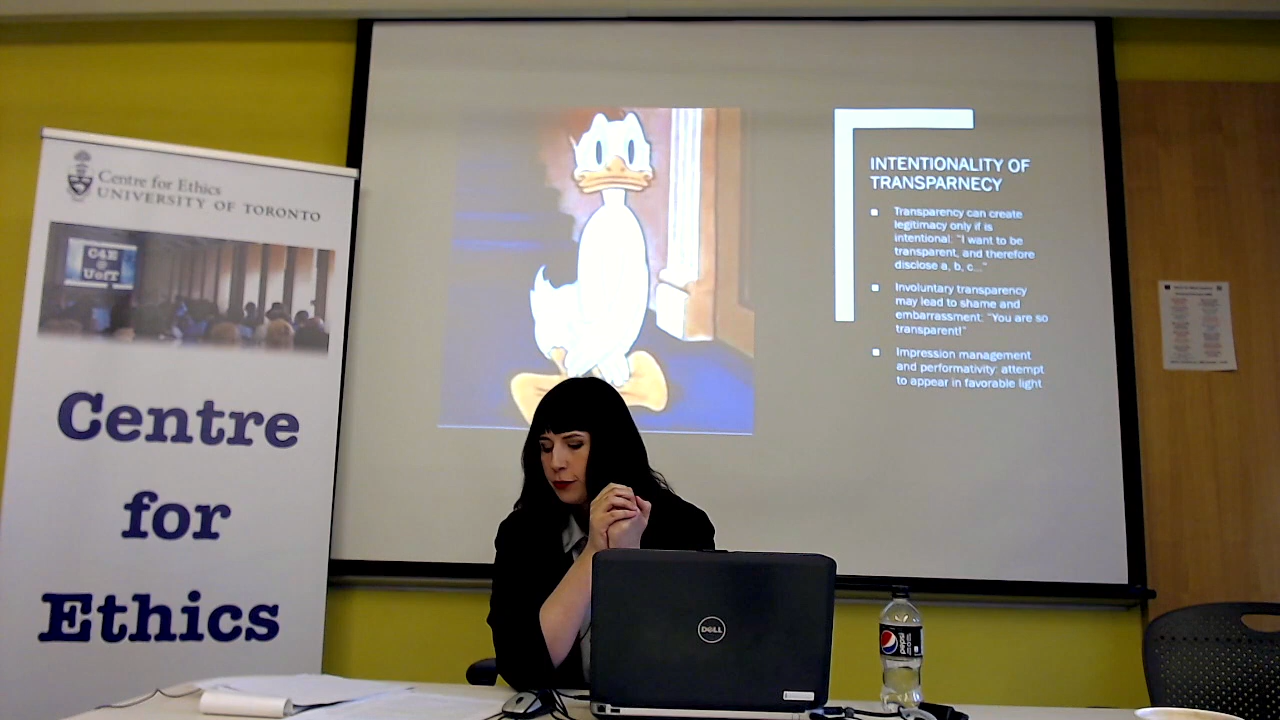 Centre for Ethics
UNIVERSITY OF TORONTO
C4E
@
UofT
Centre
for
Ethics
INTENTIONALITY OF
TRANSPARNECY
Transparency can create
legitimacy only if is
intentional: “I want to be
transparent, and therefore
disclose a, b, c...”
Involuntary transparency
may lead to shame and
embarrassment: “You are so
transparent!”
Impression management
and performativity: attempt
to appear in favorable light
DELL
pepsi